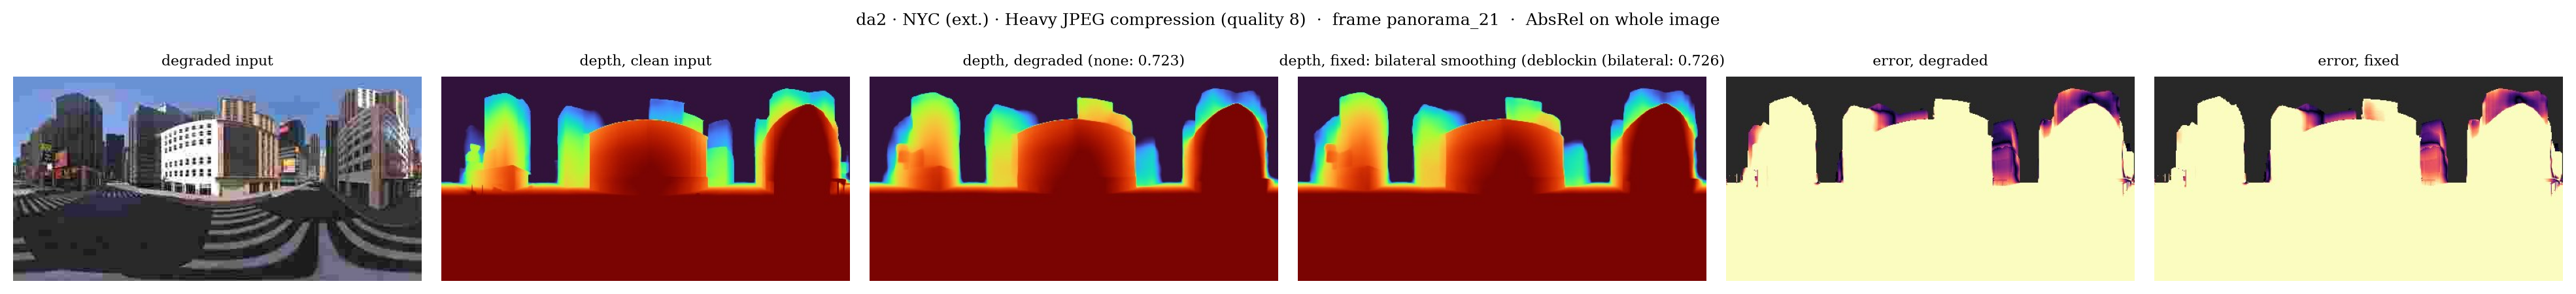 da2 · NYC (ext.) · Heavy JPEG compression (quality 8) · frame panorama_21 · AbsRel on whole image
degraded input
depth, clean input
depth, degraded (none: 0.723)
depth, fixed: bilateral smoothing (deblockin (bilateral: 0.726)
error, degraded
error, fixed